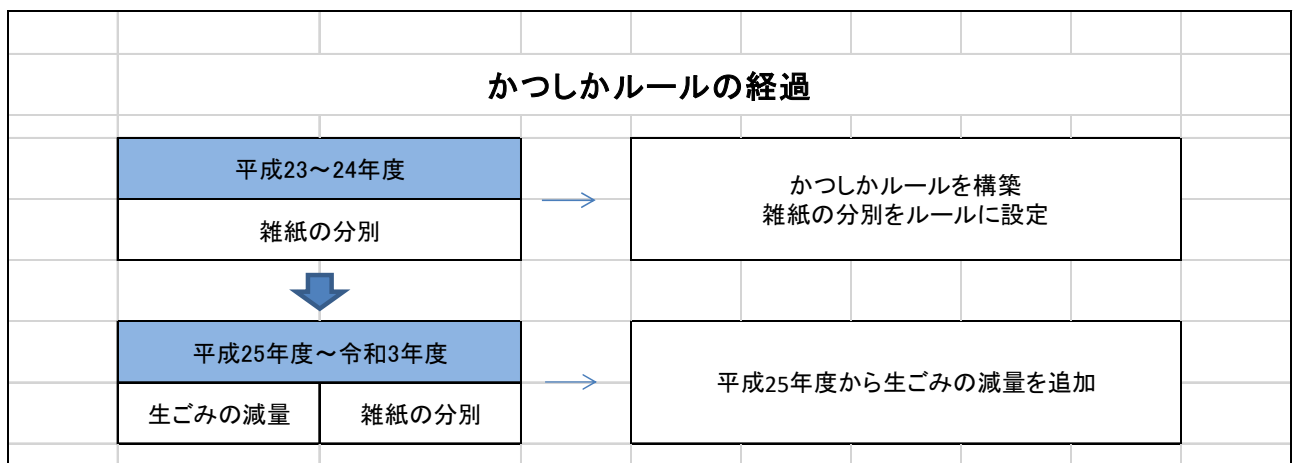 かつしかルールの経過
平成23～24年度
雑紙の分別
かつしかルールを構築
雑紙の分別をルールに設定
平成25年度～令和3年度
生ごみの減量
雑紙の分別
平成25年度から生ごみの減量を追加